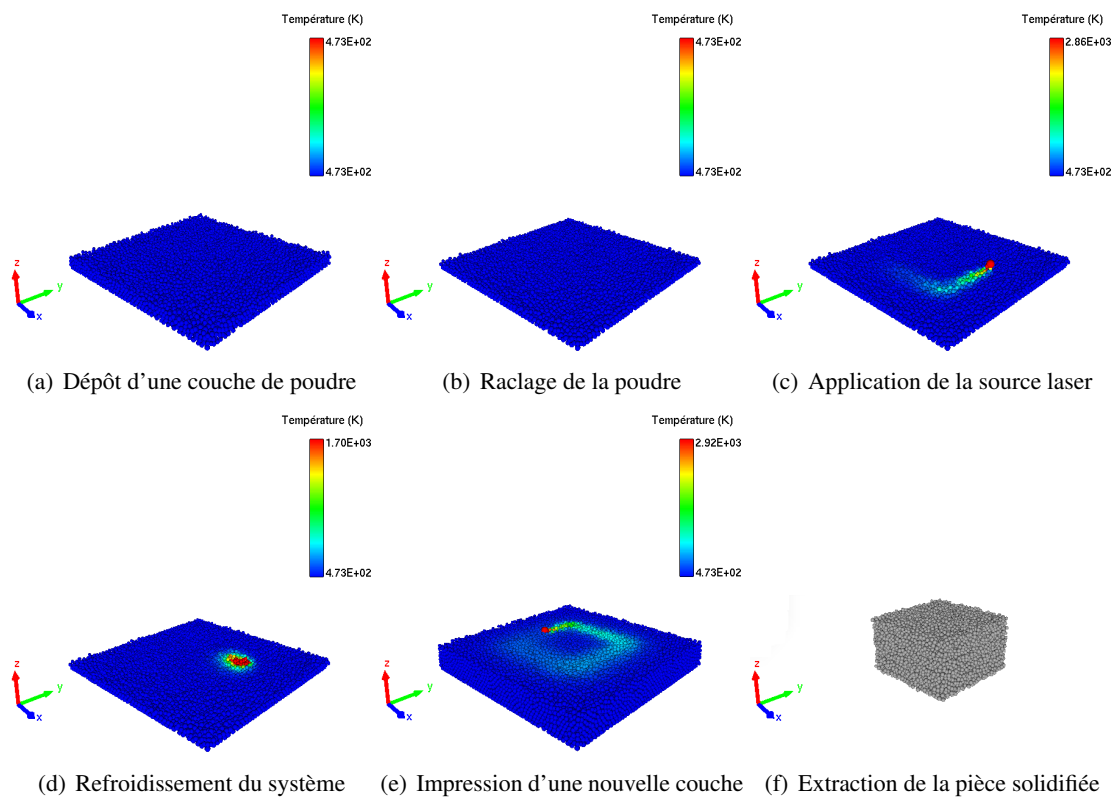 Température (K)
4.73E+02
4.73E+02
z
y
x
(a) Dépôt d'une couche de poudre
Température (K)
4.73E+02
4.73E+02
z
y
x
(b) Raclage de la poudre
Température (K)
2.86E+03
4.73E+02
z
y
x
(c) Application de la source laser
Température (K)
1.70E+03
4.73E+02
z
y
x
(d) Refroidissement du système
Température (K)
2.92E+03
4.73E+02
z
y
x
(e) Impression d'une nouvelle couche
z
y
x
(f) Extraction de la pièce solidifiée